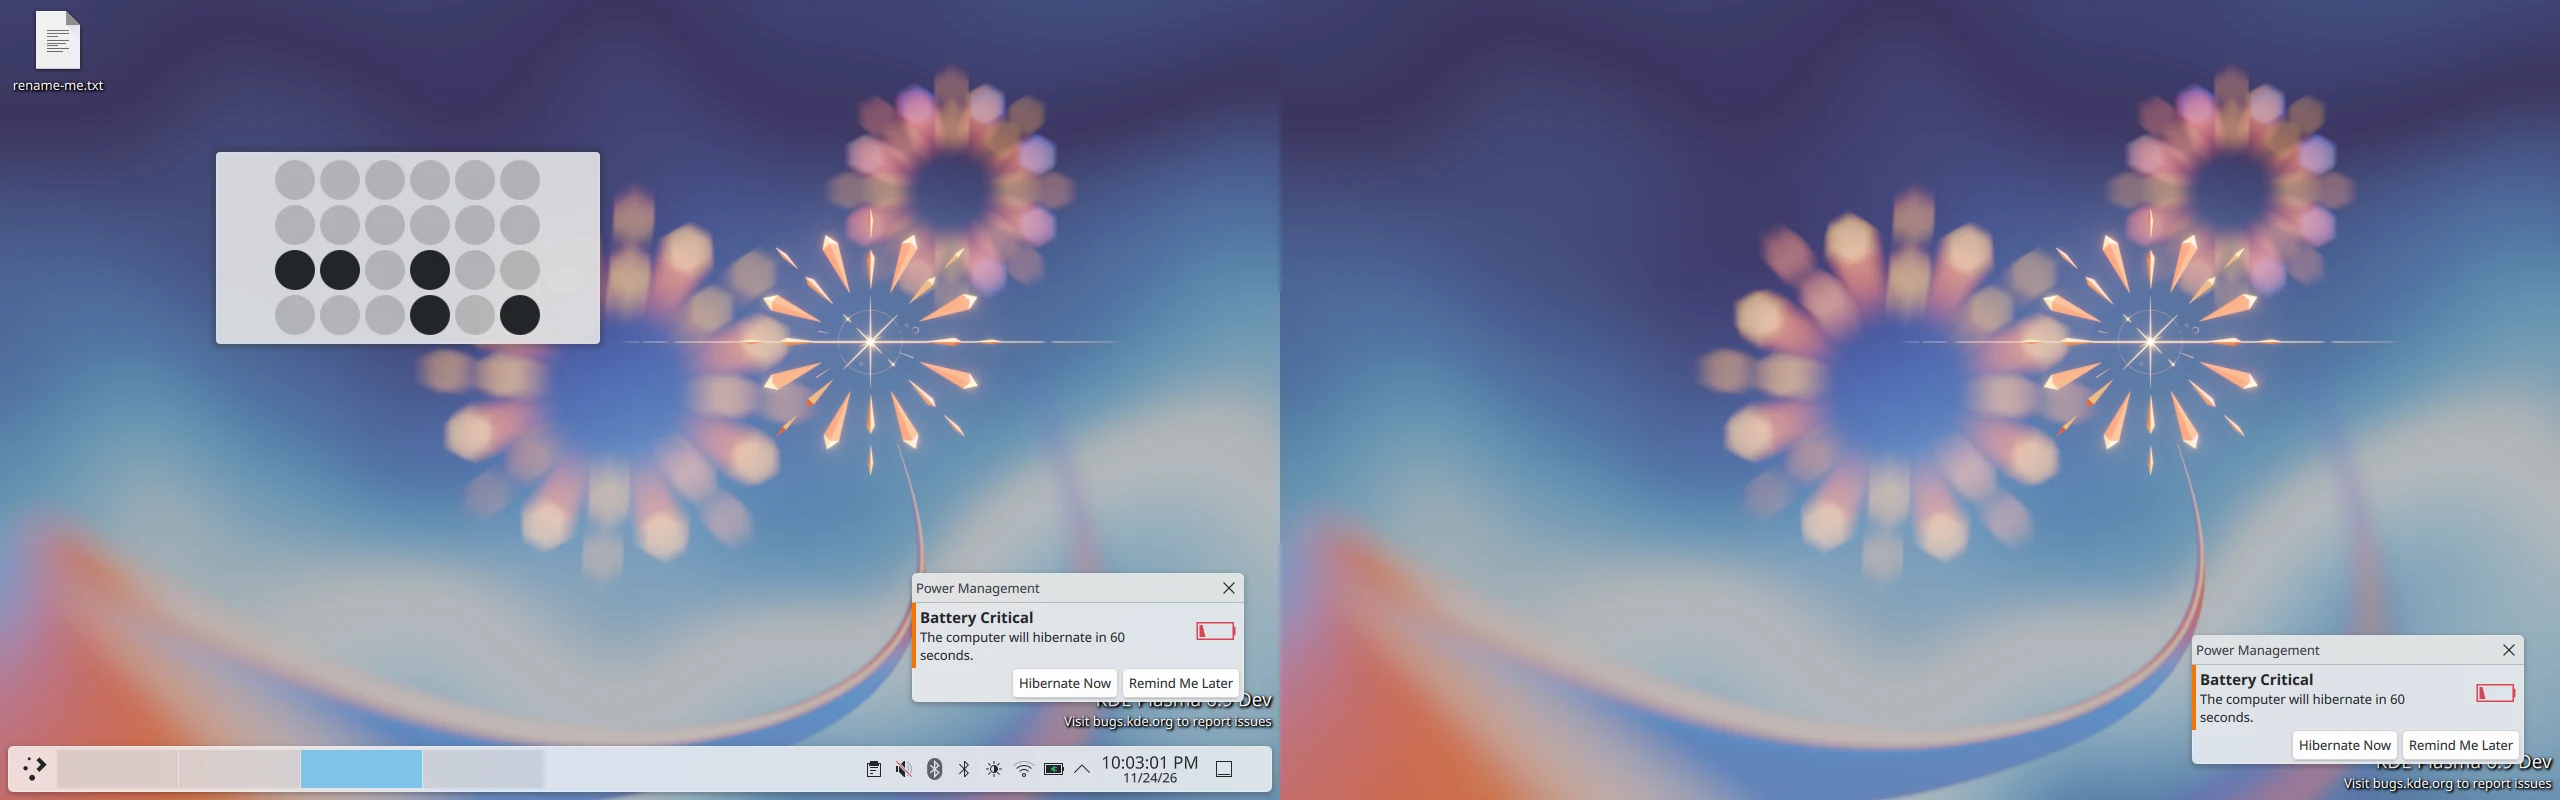 rename-me.txt
Power Management
Battery Critical
The computer will hibernate in 60
seconds.
Hibernate Now
Remind Me Later
Dev
Visit bugs.kde.org to report issues
10:03:01 PM
11/24/26
Power Management
Battery Critical
The computer will hibernate in 60
seconds.
Hibernate Now
Remind Me Later
Dev
Visit bugs.kde.org to report issues